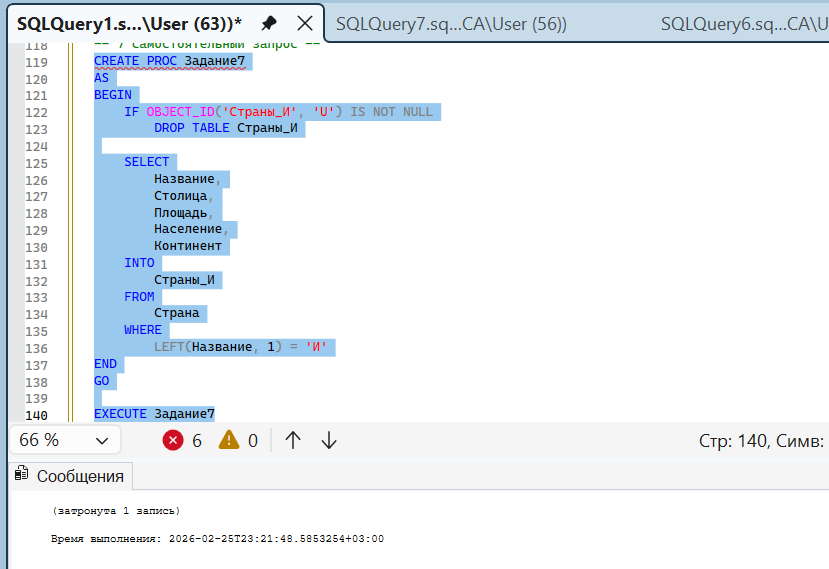 SQLQuery1.s...\User (63))* SQLQuery7.sq...CA\User (56)) SQLQuery6.sq...CA\U
118 -- 7 самостоятельный запрос --
119 CREATE PROC Задание7
120 AS
121 BEGIN
122 IF OBJECT_ID('Страны_И', 'U') IS NOT NULL
123 DROP TABLE Страны_И
124
125 SELECT
126 Название,
127 Столица,
128 Площадь,
129 Население,
130 Континент
131 INTO
132 Страны_И
133 FROM
134 Страна
135 WHERE
136 LEFT(Название, 1) = 'И'
137 END
138 GO
139
140 EXECUTE Задание7
66 % 6 0 Стр: 140, Симв:
Сообщения
(затронута 1 запись)
Время выполнения: 2026-02-25T23:21:48.5853254+03:00